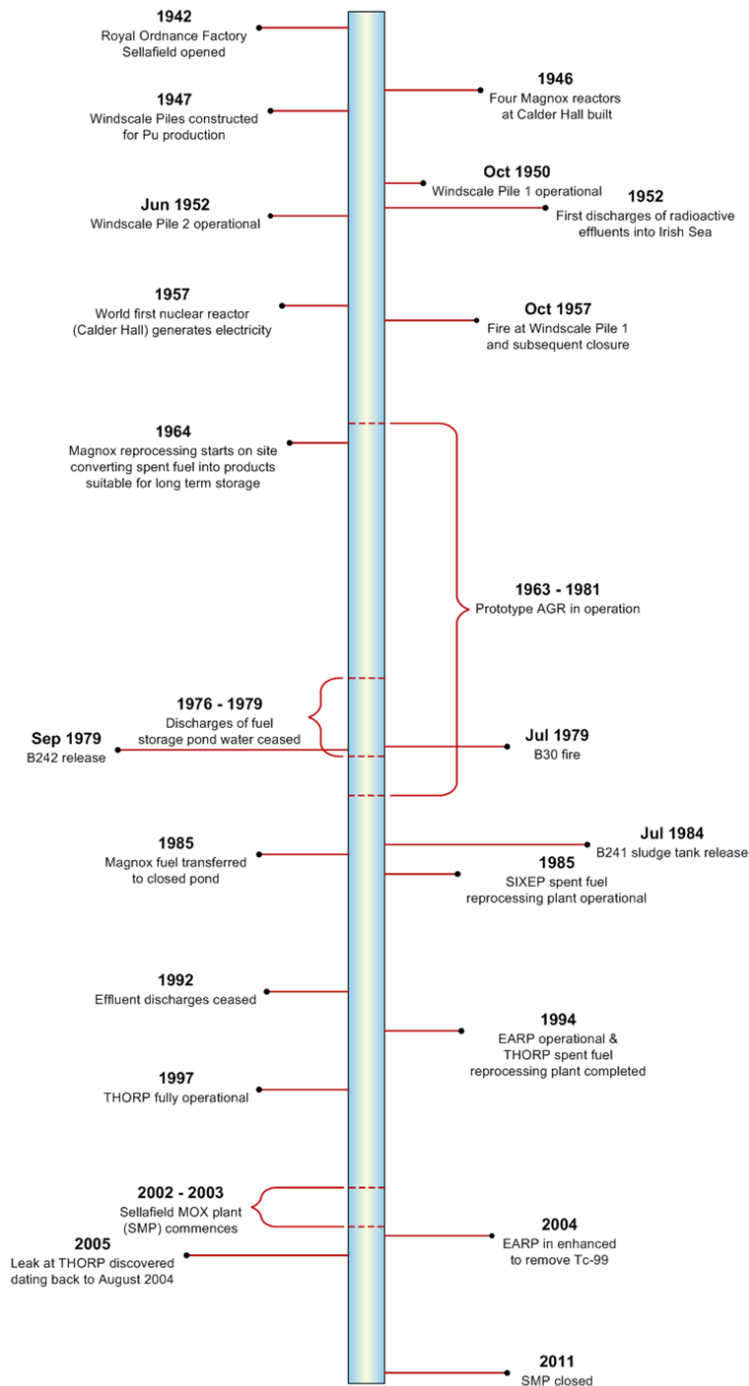 1942
Royal Ordnance Factory
Sellafield opened
1946
Four Magnox reactors
at Calder Hall built
1947
Windscale Piles constructed
for Pu production
Oct 1950
Windscale Pile 1 operational
Jun 1952
Windscale Pile 2 operational
1952
First discharges of radioactive
effluents into Irish Sea
1957
World first nuclear reactor
(Calder Hall) generates electricity
Oct 1957
Fire at Windscale Pile 1
and subsequent closure
1964
Magnox reprocessing starts on site
converting spent fuel into products
suitable for long term storage
1963 - 1981
Prototype AGR in operation
1976 - 1979
Discharges of fuel
storage pond water ceased
Sep 1979
B242 release
Jul 1979
B30 fire
Jul 1984
B241 sludge tank release
1985
Magnox fuel transferred
to closed pond
1985
SIXEP spent fuel
reprocessing plant operational
1992
Effluent discharges ceased
1994
EARP operational &
THORP spent fuel
reprocessing plant completed
1997
THORP fully operational
2002 - 2003
Sellafield MOX plant
(SMP) commences
2004
EARP in enhanced
to remove Tc-99
2005
Leak at THORP discovered
dating back to August 2004
2011
SMP closed